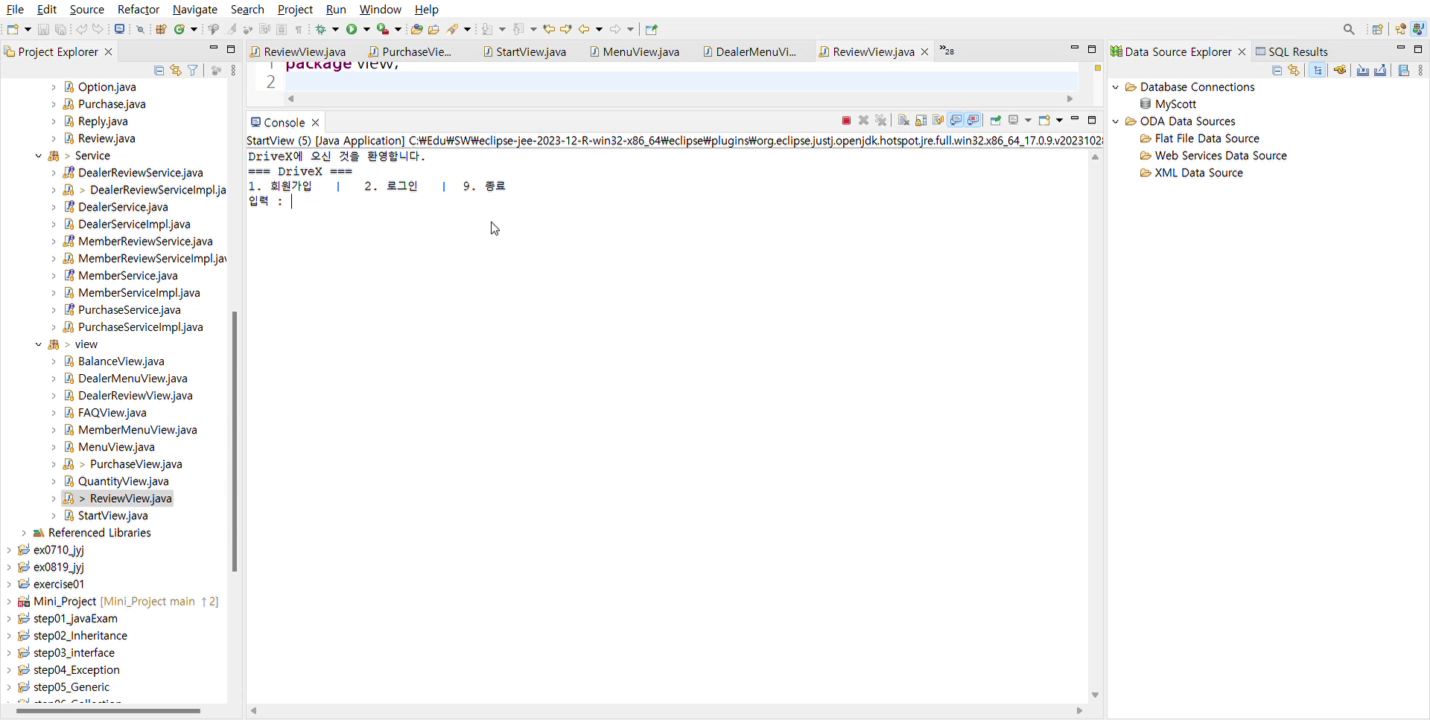 File Edit Source Refactor Navigate Search Project Run Window Help
Project Explorer
Option.java
Purchase.java
Reply.java
Review.java
> Service
DealerReviewService.java
> DealerReviewServiceImpl.ja
DealerService.java
DealerServiceImpl.java
MemberReviewService.java
MemberReviewServiceImpl.jav
MemberService.java
MemberServiceImpl.java
PurchaseService.java
PurchaseServiceImpl.java
> view
BalanceView.java
DealerMenuView.java
DealerReviewView.java
FAQView.java
MemberMenuView.java
MenuView.java
> PurchaseView.java
QuantityView.java
> ReviewView.java
StartView.java
Referenced Libraries
ex0710_jyj
ex0819_jyj
exercise01
Mini_Project [Mini_Project main ↑2]
step01_javaExam
step02_Inheritance
step03_interface
step04_Exception
step05_Generic
ReviewView.java PurchaseVie... StartView.java MenuView.java DealerMenuVi... ReviewView.java »28
1 package view;
2
Console
StartView (5) [Java Application] C:₩Edu₩SW₩eclipse-jee-2023-12-R-win32-x86_64₩eclipse₩plugins₩org.eclipse.justj.openjdk.hotspot.jre.full.win32.x86_64_17.0.9.v2023102
DriveX에 오신 것을 환영합니다.
=== DriveX ===
1. 회원가입 | 2. 로그인 | 9. 종료
입력 :
Data Source Explorer SQL Results
Database Connections
MyScott
ODA Data Sources
Flat File Data Source
Web Services Data Source
XML Data Source